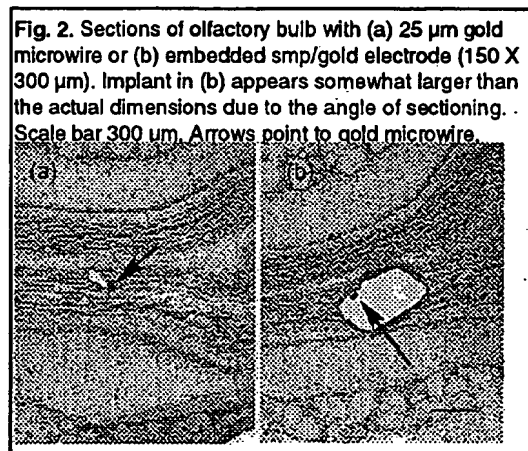 Fig. 2. Sections of olfactory bulb with (a) 25 µm gold
microwire or (b) embedded smp/gold electrode (150 X
300 µm). Implant in (b) appears somewhat larger than
the actual dimensions due to the angle of sectioning.
Scale bar 300 um. Arrows point to gold microwire.
(a) (b)